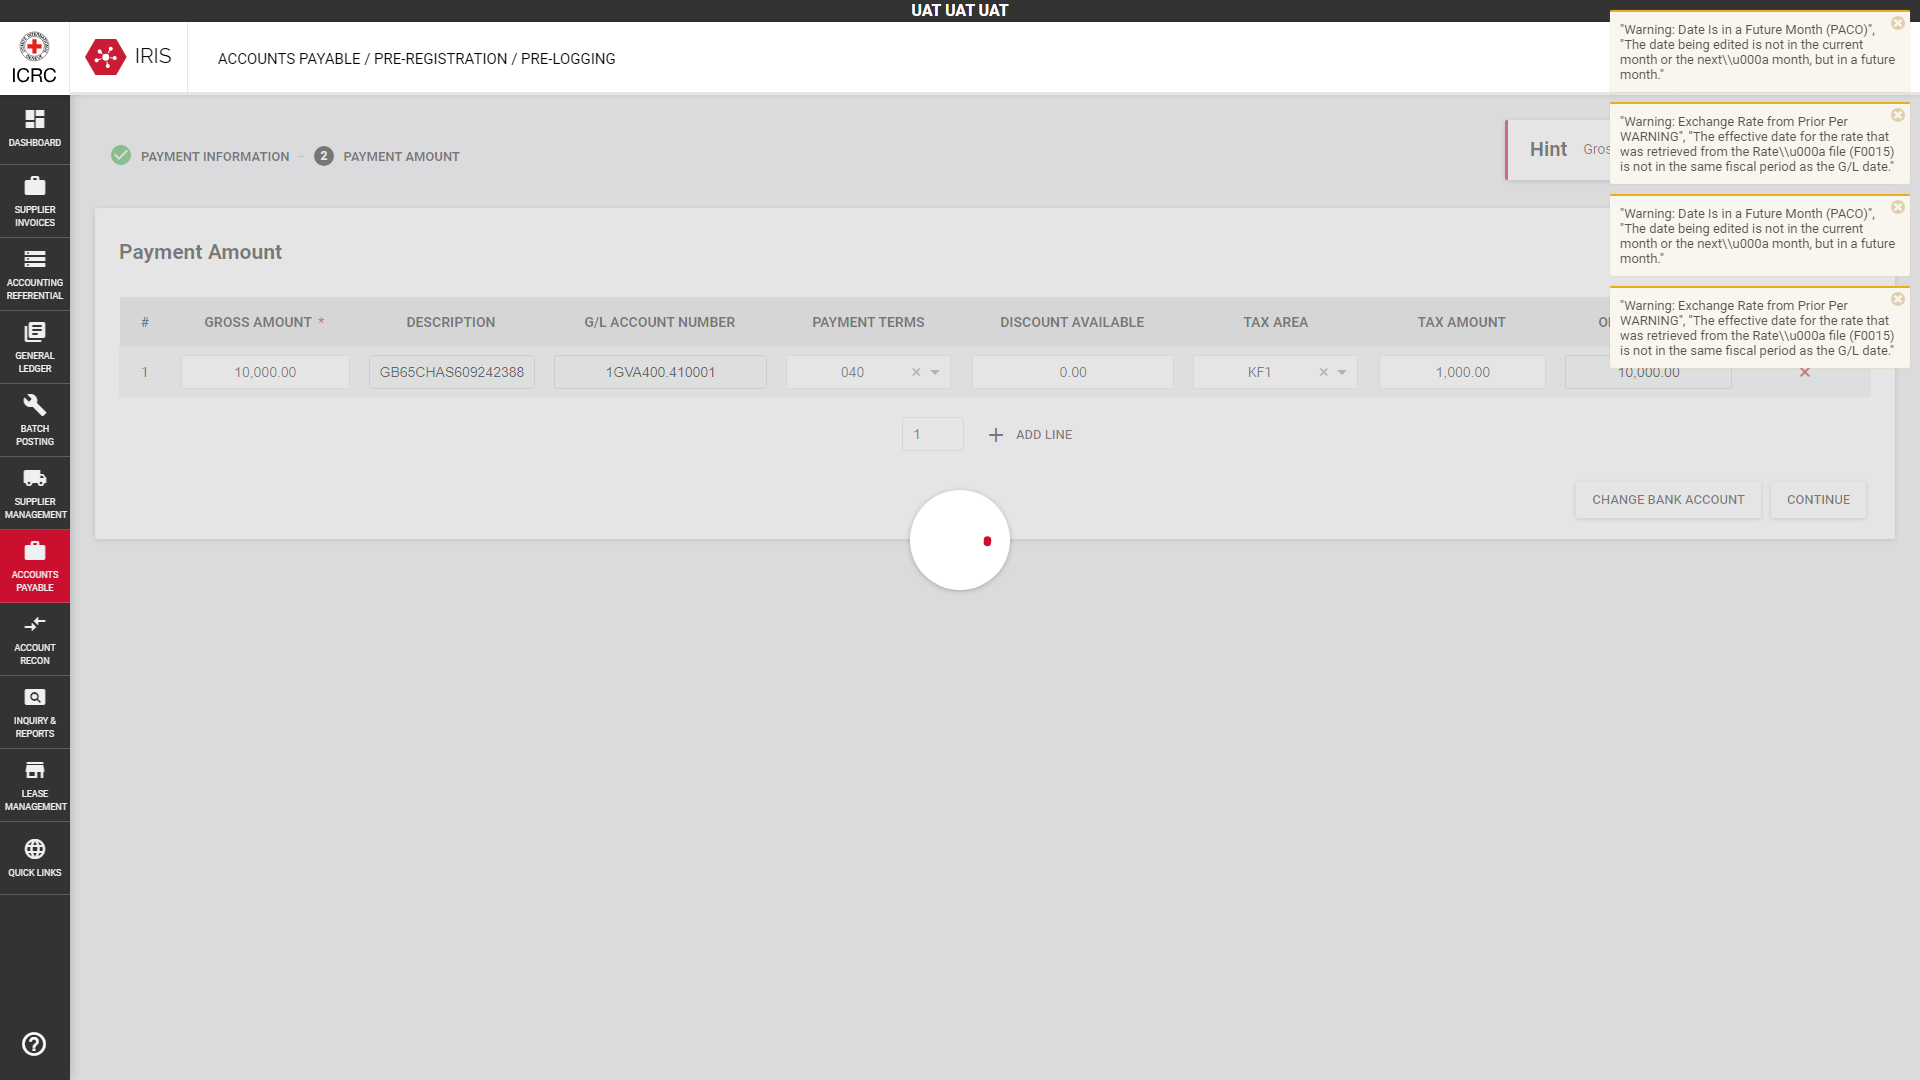 UAT UAT UAT
ICRC
IRIS
ACCOUNTS PAYABLE / PRE-REGISTRATION / PRE-LOGGING
"Warning: Date Is in a Future Month (PACO)",
"The date being edited is not in the current
month or the next\\u000a month, but in a future
month."
"Warning: Exchange Rate from Prior Per
WARNING", "The effective date for the rate that
was retrieved from the Rate\\u000a file (F0015)
is not in the same fiscal period as the G/L date."
"Warning: Date Is in a Future Month (PACO)",
"The date being edited is not in the current
month or the next\\u000a month, but in a future
month."
"Warning: Exchange Rate from Prior Per
WARNING", "The effective date for the rate that
was retrieved from the Rate\\u000a file (F0015)
is not in the same fiscal period as the G/L date."
DASHBOARD
SUPPLIER
INVOICES
ACCOUNTING
REFERENTIAL
GENERAL
LEDGER
BATCH
POSTING
SUPPLIER
MANAGEMENT
ACCOUNTS
PAYABLE
ACCOUNT
RECON
INQUIRY &
REPORTS
LEASE
MANAGEMENT
QUICK LINKS
PAYMENT INFORMATION
2 PAYMENT AMOUNT
Hint
Payment Amount
# GROSS AMOUNT * DESCRIPTION G/L ACCOUNT NUMBER PAYMENT TERMS DISCOUNT AVAILABLE TAX AREA TAX AMOUNT
1 10,000.00 GB65CHAS609242388 1GVA400.410001 040 0.00 KF1 1,000.00 10,000.00
1 ADD LINE
CHANGE BANK ACCOUNT CONTINUE